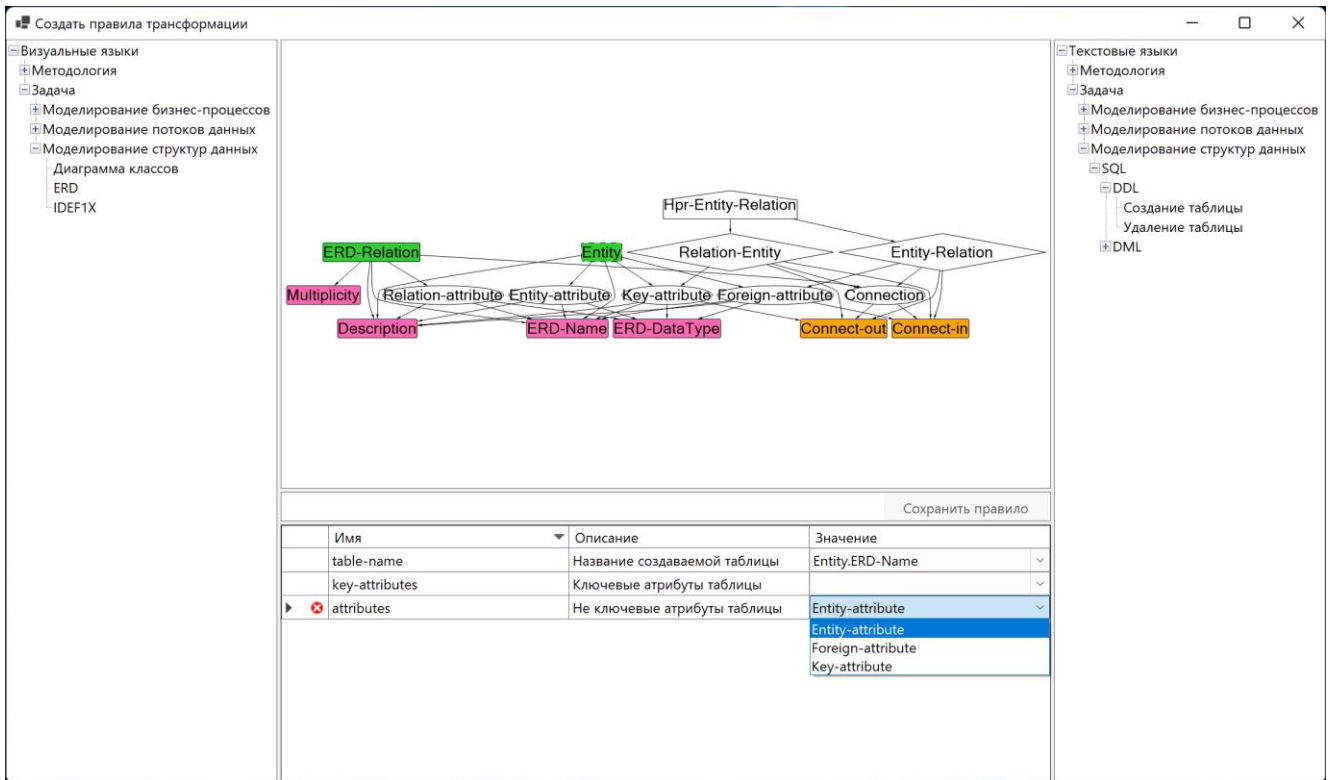 Создать правила трансформации
Визуальные языки
Методология
Задача
Моделирование бизнес-процессов
Моделирование потоков данных
Моделирование структур данных
Диаграмма классов
ERD
IDEF1X
Hpr-Entity-Relation
ERD-Relation
Entity
Relation-Entity
Entity-Relation
Multiplicity
Relation-attribute
Entity-attribute
Key-attribute
Foreign-attribute
Connection
Description
ERD-Name
ERD-DataType
Connect-out
Connect-in
Сохранить правило
Имя Описание Значение
table-name Название создаваемой таблицы Entity.ERD-Name
key-attributes Ключевые атрибуты таблицы
attributes Не ключевые атрибуты таблицы Entity-attribute
Entity-attribute
Foreign-attribute
Key-attribute
Текстовые языки
Методология
Задача
Моделирование бизнес-процессов
Моделирование потоков данных
Моделирование структур данных
SQL
DDL
Создание таблицы
Удаление таблицы
DML